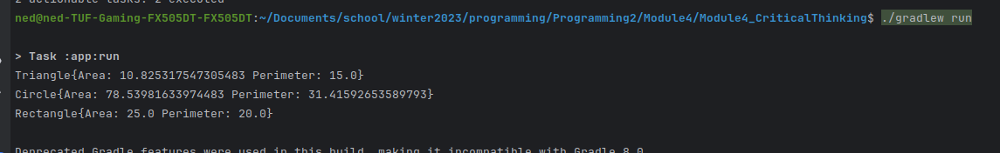 2 actionable tasks: 2 executed
ned@ned-TUF-Gaming-FX505DT-FX505DT:~/Documents/school/winter2023/programming/Programming2/Module4/Module4_CriticalThinking$ ./gradlew run
> Task :app:run
Triangle{Area: 10.825317547305483 Perimeter: 15.0}
Circle{Area: 78.53981633974483 Perimeter: 31.41592653589793}
Rectangle{Area: 25.0 Perimeter: 20.0}
Deprecated Gradle features were used in this build, making it incompatible with Gradle 8.0